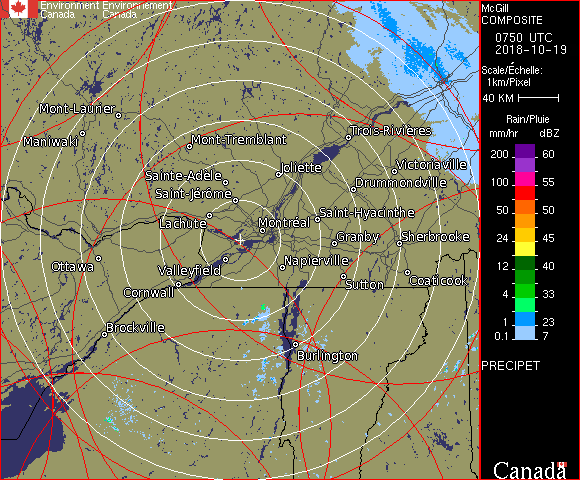 Environment Environnement
Canada Canada
Mont-Laurier
Maniwaki
Mont-Tremblant
Trois-Rivières
Sainte-Adèle
Joliette
Victoriaville
Saint-Jérôme
Drummondville
Lachute
Montréal
Saint-Hyacinthe
Granby
Sherbrooke
Ottawa
Valleyfield
Napierville
Cornwall
Sutton
Coaticook
Brockville
Burlington
McGill
COMPOSITE
0750 UTC
2018-10-19
Scale/Échelle:
1km/Pixel
40 KM
Rain/Pluie
mm/hr dBZ
200 60
55
100 55
50 50
24 45
12 40
4 33
1 23
0.1 7
PRECIPET
Canada